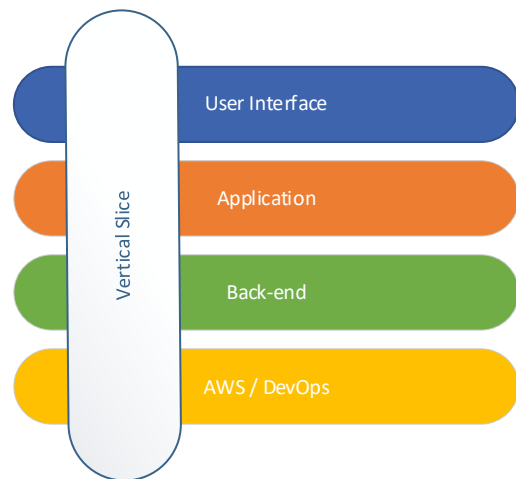 User Interface
Application
Vertical Slice
Back-end
AWS / DevOps